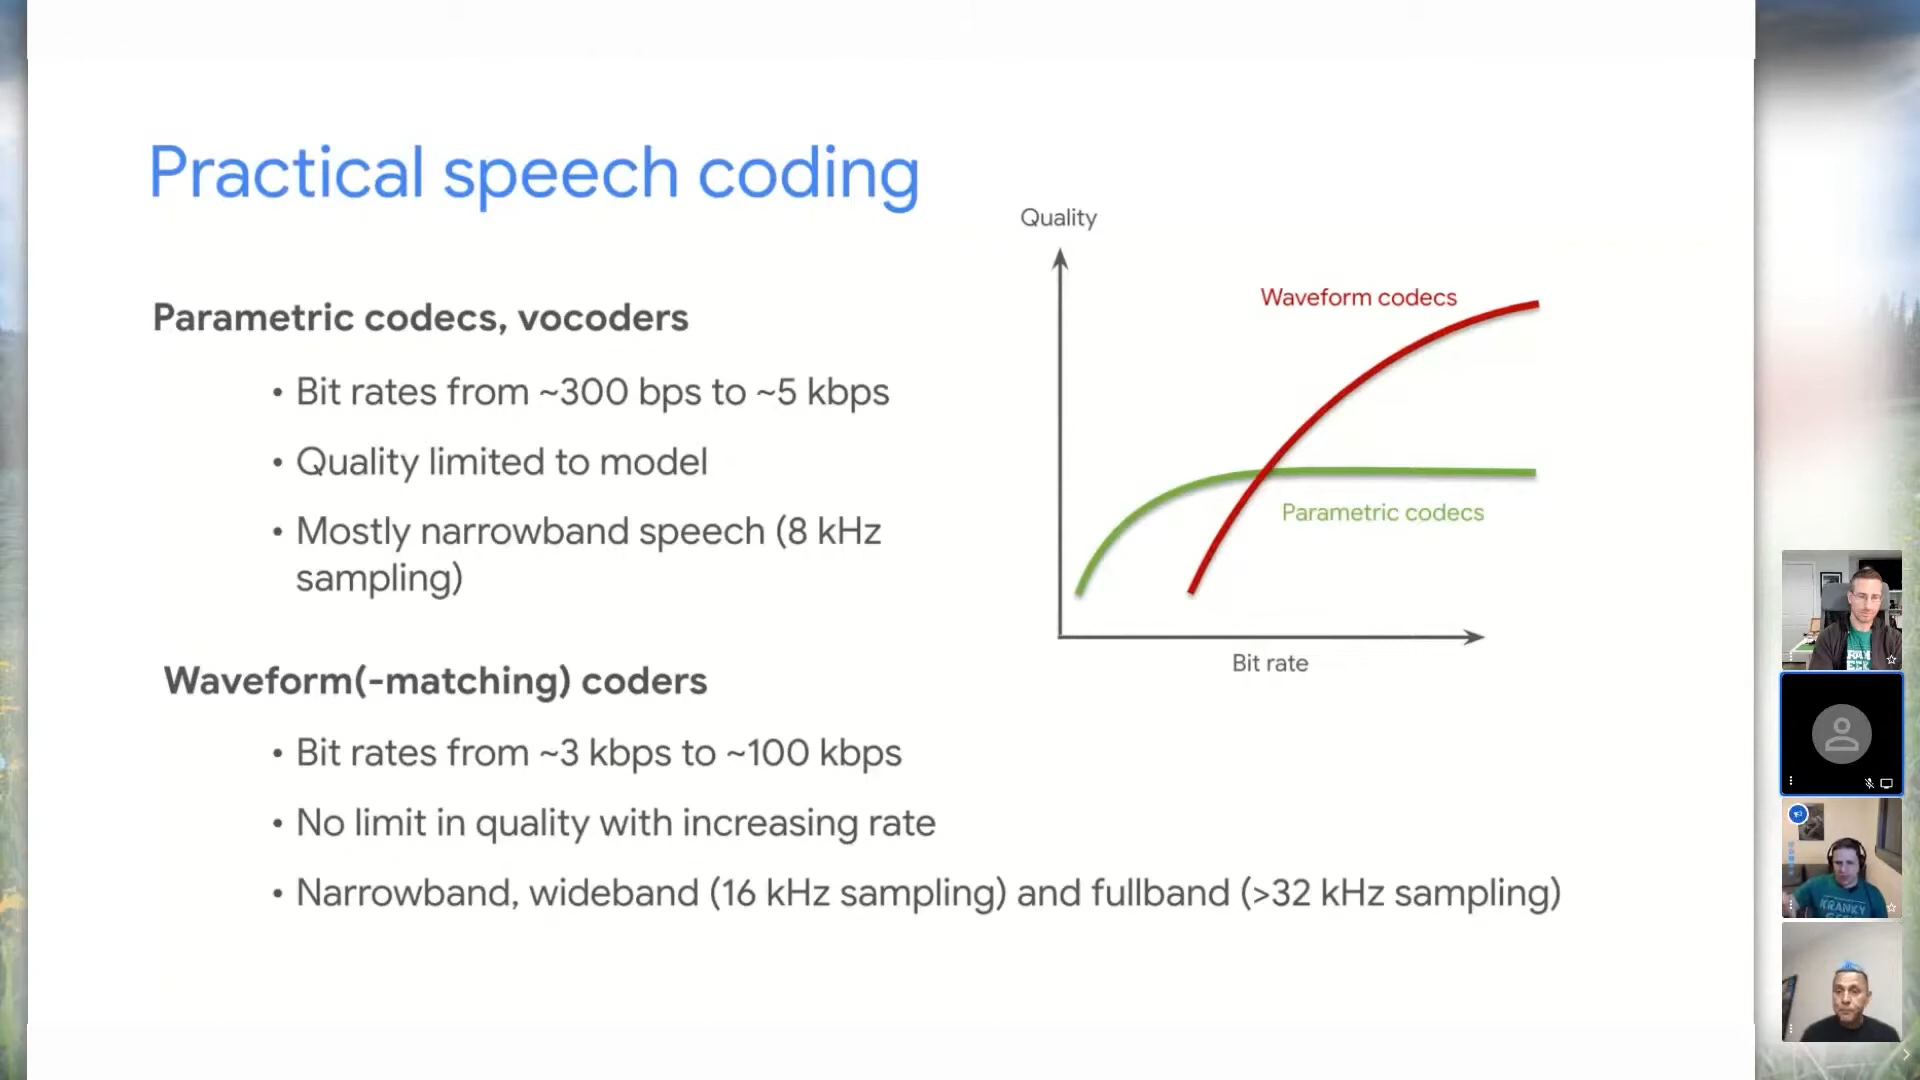 Practical speech coding
Parametric codecs, vocoders
• Bit rates from ~300 bps to ~5 kbps
• Quality limited to model
• Mostly narrowband speech (8 kHz
sampling)
Quality
Waveform codecs
Parametric codecs
Bit rate
Waveform(-matching) coders
• Bit rates from ~3 kbps to ~100 kbps
• No limit in quality with increasing rate
• Narrowband, wideband (16 kHz sampling) and fullband (>32 kHz sampling)
KRANKY